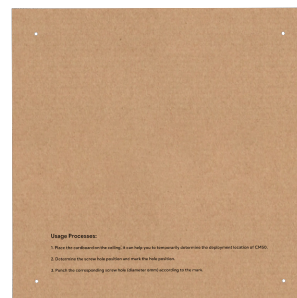 Usage Processes:
1. Place the cardboard on the ceiling, it can help you to temporarily determine the deployment location of CM50.
2. Determine the screw hole position and mark the hole position.
3. Punch the corresponding screw hole (diameter 6mm) according to the mark.